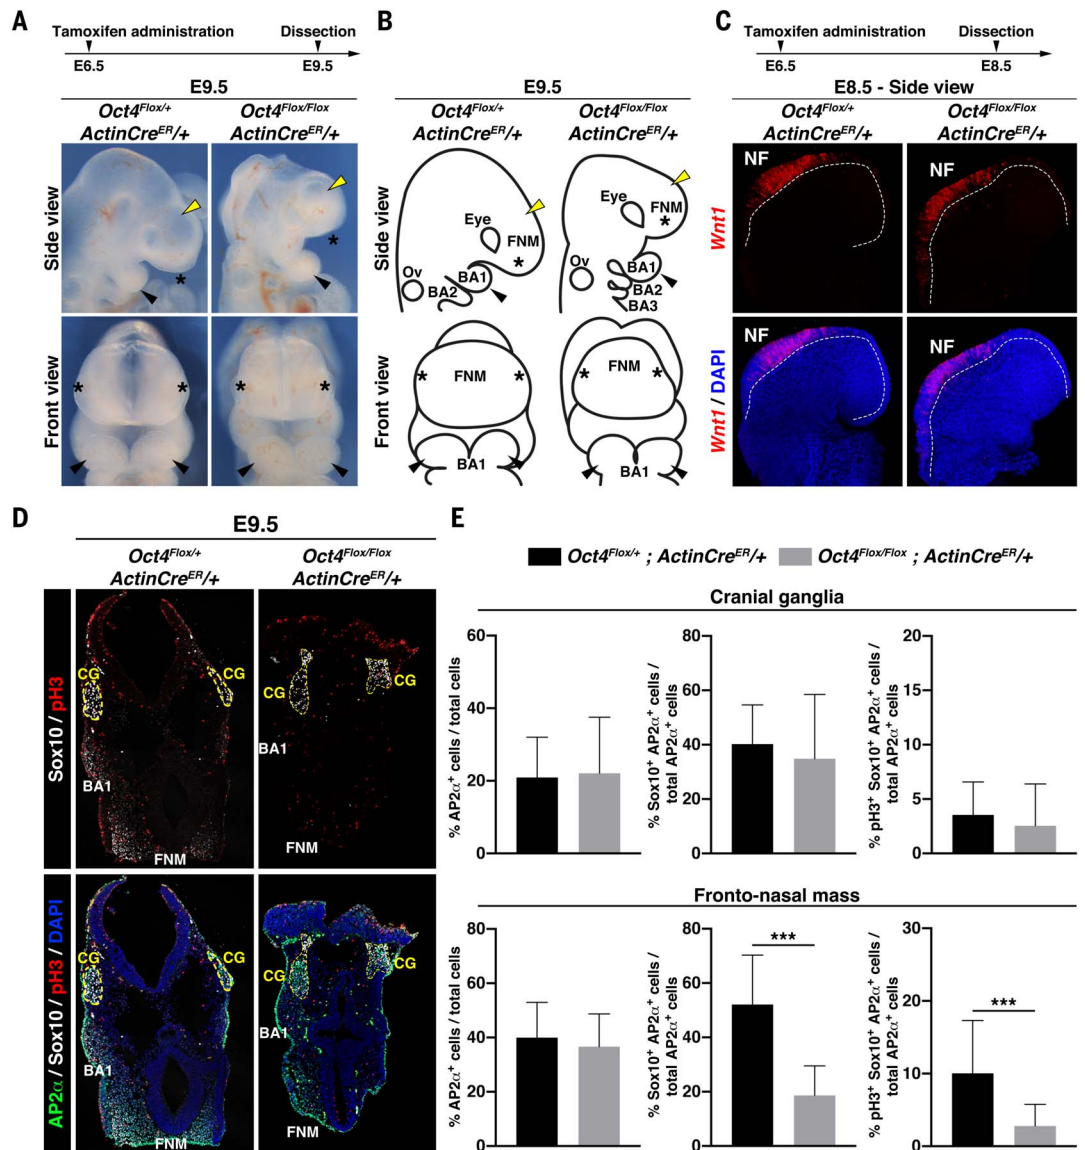 A
Tamoxifen administration Dissection
E6.5 E9.5
E9.5
Oct4Flox/+ Oct4Flox/Flox
ActinCreER/+ ActinCreER/+
Side view
*
*
Front view
* * * *
B
E9.5
Oct4Flox/+ Oct4Flox/Flox
ActinCreER/+ ActinCreER/+
Side view
Eye FNM * Ov BA1 BA2
Eye FNM * Ov BA1 BA2 BA3
Front view
* FNM * BA1
* FNM * BA1
C
Tamoxifen administration Dissection
E6.5 E8.5
E8.5 - Side view
Oct4Flox/+ Oct4Flox/Flox
ActinCreER/+ ActinCreER/+
Wnt1
NF NF
Wnt1 / DAPI
NF NF
D
E9.5
Oct4Flox/+ Oct4Flox/Flox
ActinCreER/+ ActinCreER/+
Sox10 / pH3
CG CG BA1 FNM
CG CG BA1 FNM
AP2α / Sox10 / pH3 / DAPI
CG CG BA1 FNM
CG CG BA1 FNM
E
Oct4Flox/+ ; ActinCreER/+ Oct4Flox/Flox ; ActinCreER/+
Cranial ganglia
% AP2α+ cells / total cells
60
40
20
0
% Sox10+ AP2α+ cells /
total AP2α+ cells
80
60
40
20
0
% pH3+ Sox10+ AP2α+ cells /
total AP2α+ cells
20
15
10
5
0
Fronto-nasal mass
% AP2α+ cells / total cells
80
60
40
20
0
% Sox10+ AP2α+ cells /
total AP2α+ cells
80
60
40
20
0
***
% pH3+ Sox10+ AP2α+ cells /
total AP2α+ cells
30
20
10
0
***